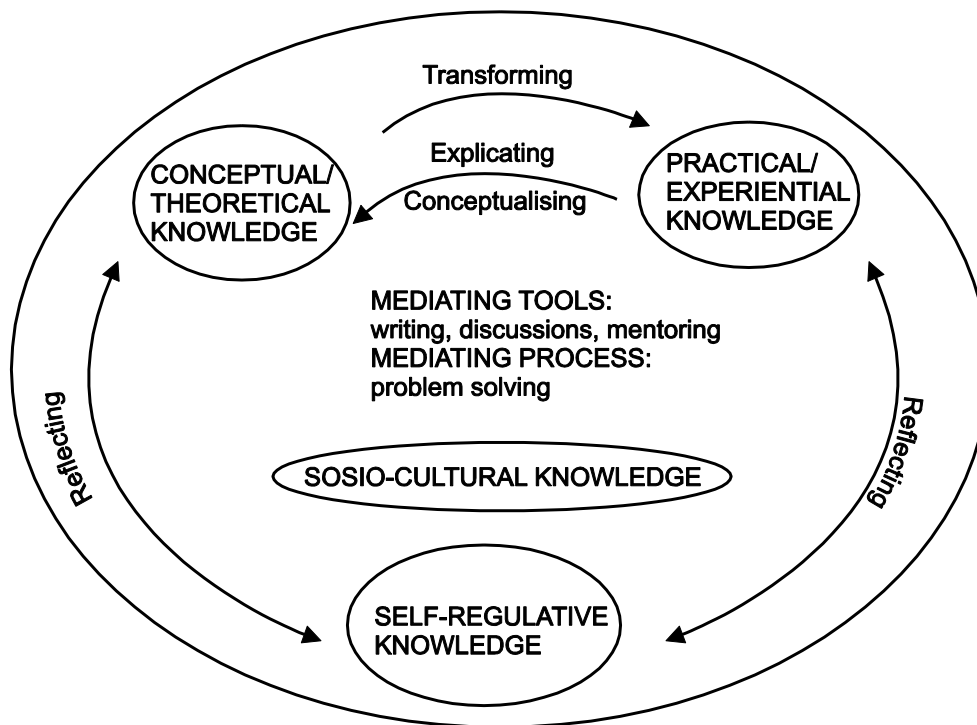 Transforming
Explicating
Conceptualising
CONCEPTUAL/
THEORETICAL
KNOWLEDGE
PRACTICAL/
EXPERIENTIAL
KNOWLEDGE
MEDIATING TOOLS:
writing, discussions, mentoring
MEDIATING PROCESS:
problem solving
Reflecting
Reflecting
SOSIO-CULTURAL KNOWLEDGE
SELF-REGULATIVE
KNOWLEDGE